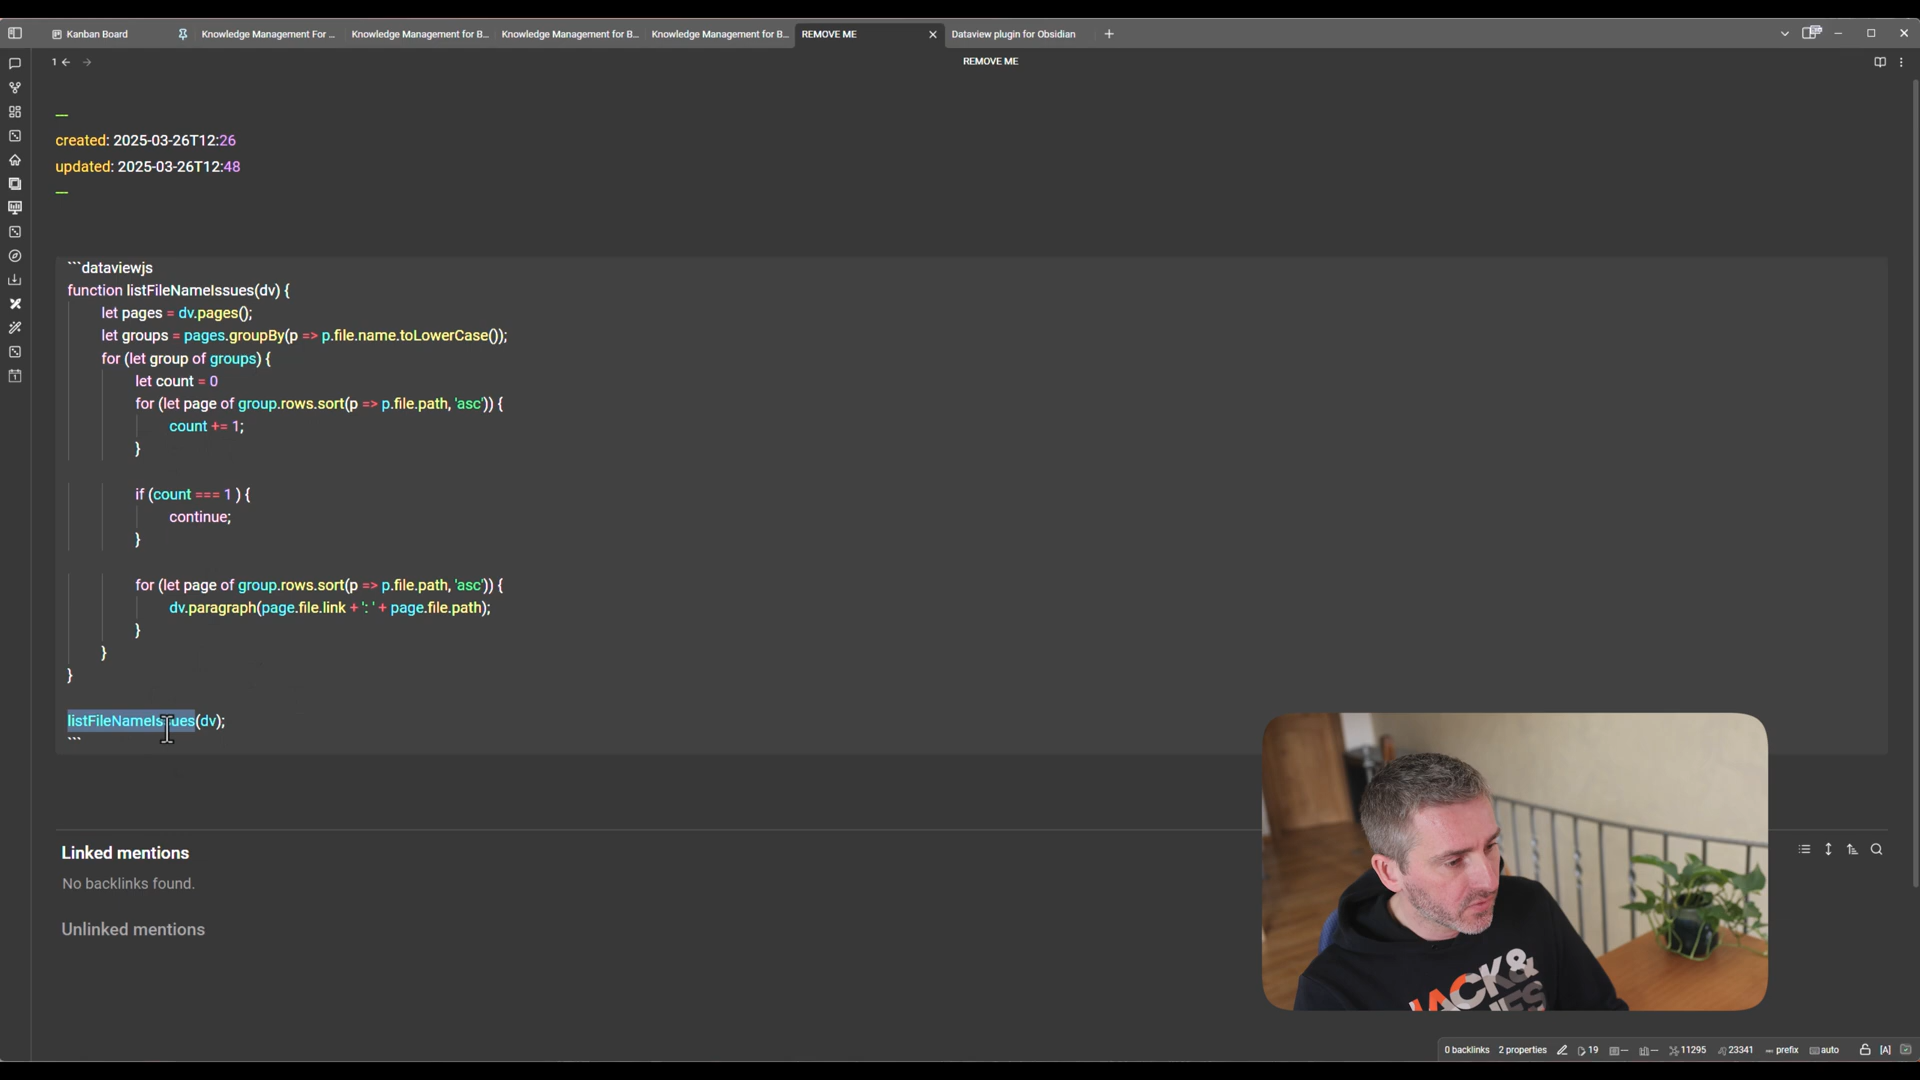 Kanban Board
Knowledge Management For ...
Knowledge Management for B...
Knowledge Management for B...
Knowledge Management for B...
REMOVE ME
Dataview plugin for Obsidian
1
REMOVE ME
---
created: 2025-03-26T12:26
updated: 2025-03-26T12:48
---
```dataviewjs
function listFileNameIssues(dv) {
let pages = dv.pages();
let groups = pages.groupBy(p => p.file.name.toLowerCase());
for (let group of groups) {
let count = 0
for (let page of group.rows.sort(p => p.file.path, 'asc')) {
count += 1;
}
if (count === 1 ) {
continue;
}
for (let page of group.rows.sort(p => p.file.path, 'asc')) {
dv.paragraph(page.file.link + ': ' + page.file.path);
}
}
}
listFileNameIssues(dv);
```
Linked mentions
No backlinks found.
Unlinked mentions
JACK&
0 backlinks 2 properties 19 11295 23341 prefix auto [A]